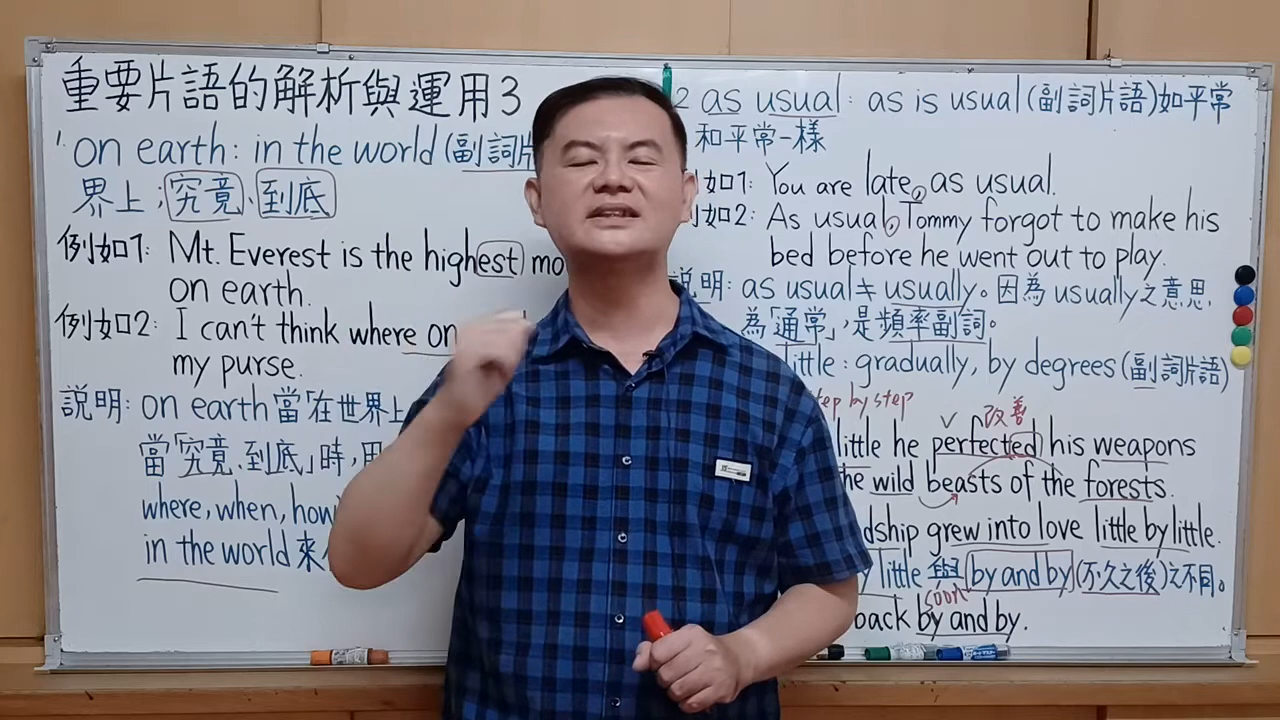 重要片語的解析與運用3
1 on earth: in the world (副詞片
界上;究竟、到底
例如1: Mt. Everest is the highest mo
on earth.
例如2: I can't think where on
my purse.
説明: on earth當「在世界上
當「究竟、到底」時,用
where, when, how
in the world 來
2 as usual: as is usual (副詞片語)如平常
和平常一樣
例如1: You are late, as usual.
例如2: As usual, Tommy forgot to make his
bed before he went out to play.
説明: as usual ≠ usually。因為 usually 之意思
為「通常」,是頻率副詞。
little: gradually, by degrees (副詞片語)
step by step
改善
little he perfected his weapons
the wild beasts of the forests.
dship grew into love little by little.
y little 與 by and by (不久之後)之不同。
soon
back by and by.